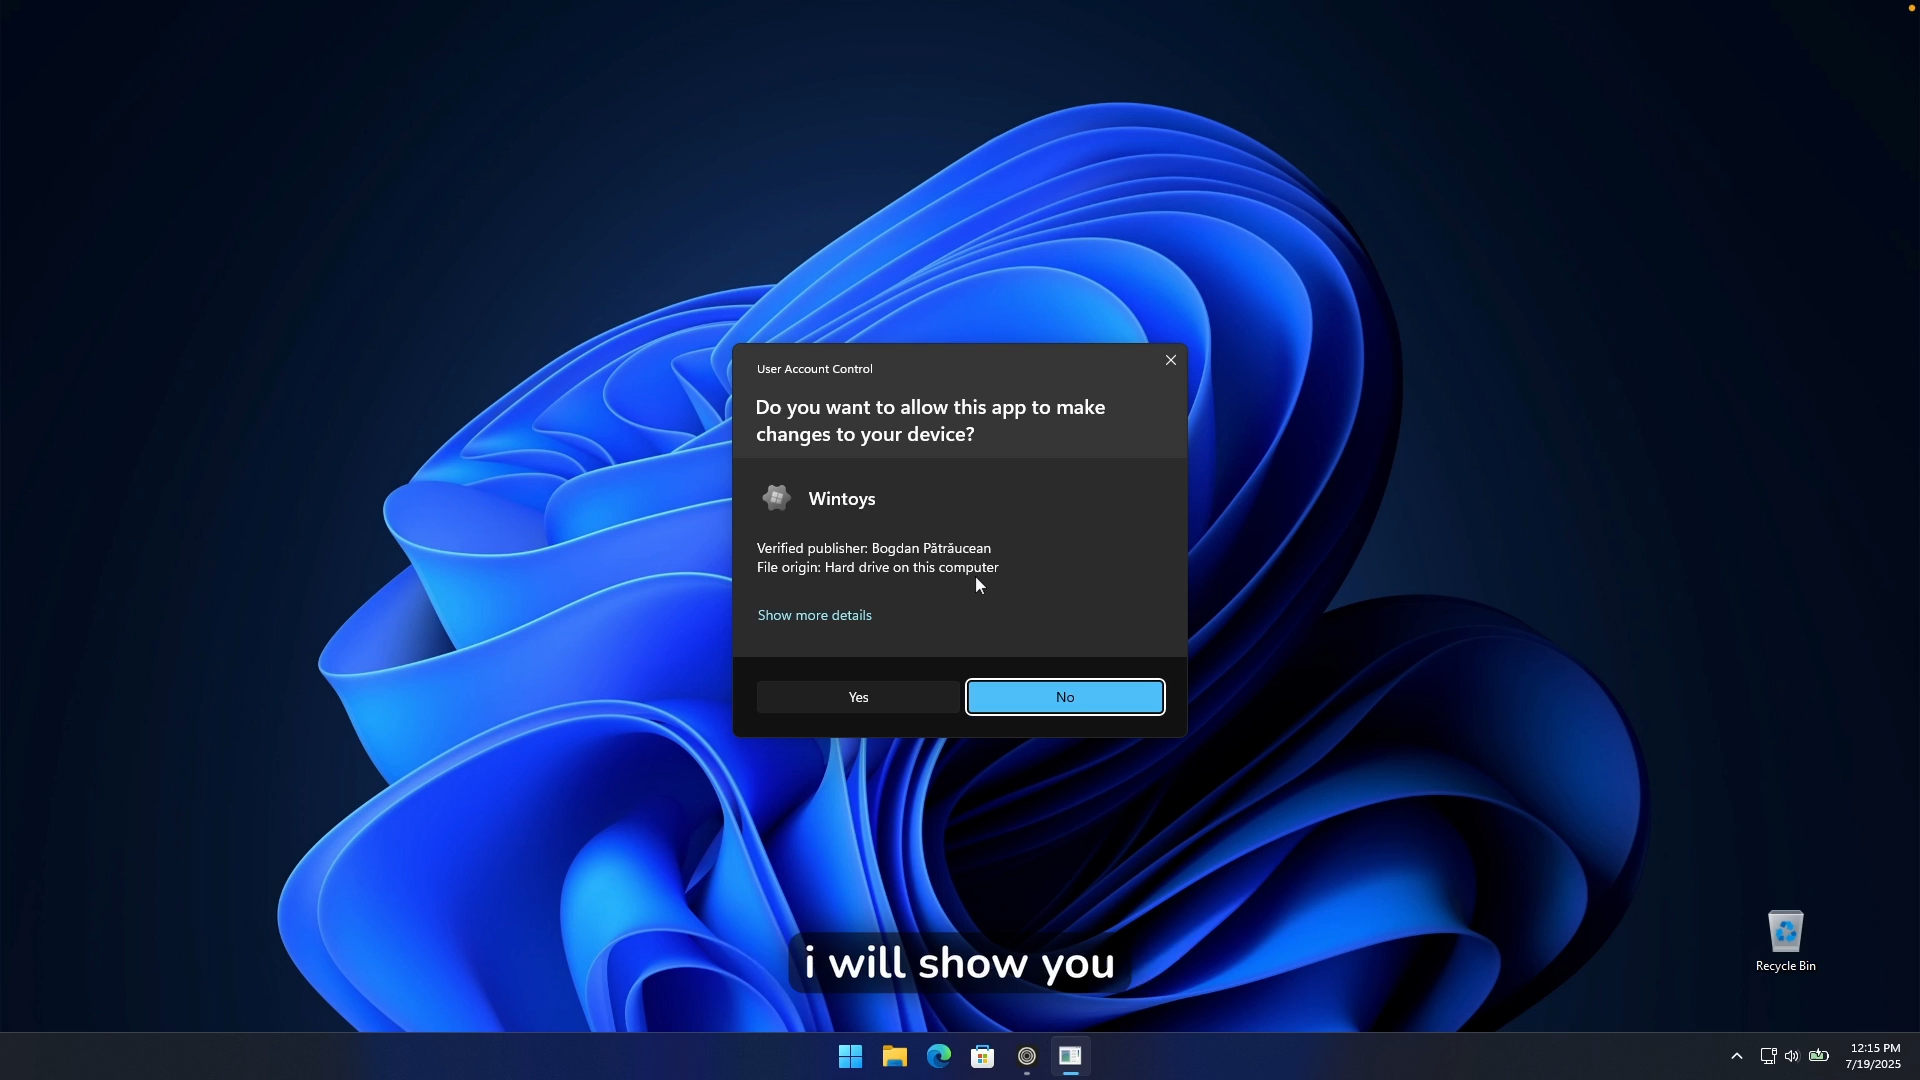 User Account Control
Do you want to allow this app to make
changes to your device?
Wintoys
Verified publisher: Bogdan Pătrăucean
File origin: Hard drive on this computer
Show more details
Yes
No
i will show you
Recycle Bin
12:15 PM
7/19/2025